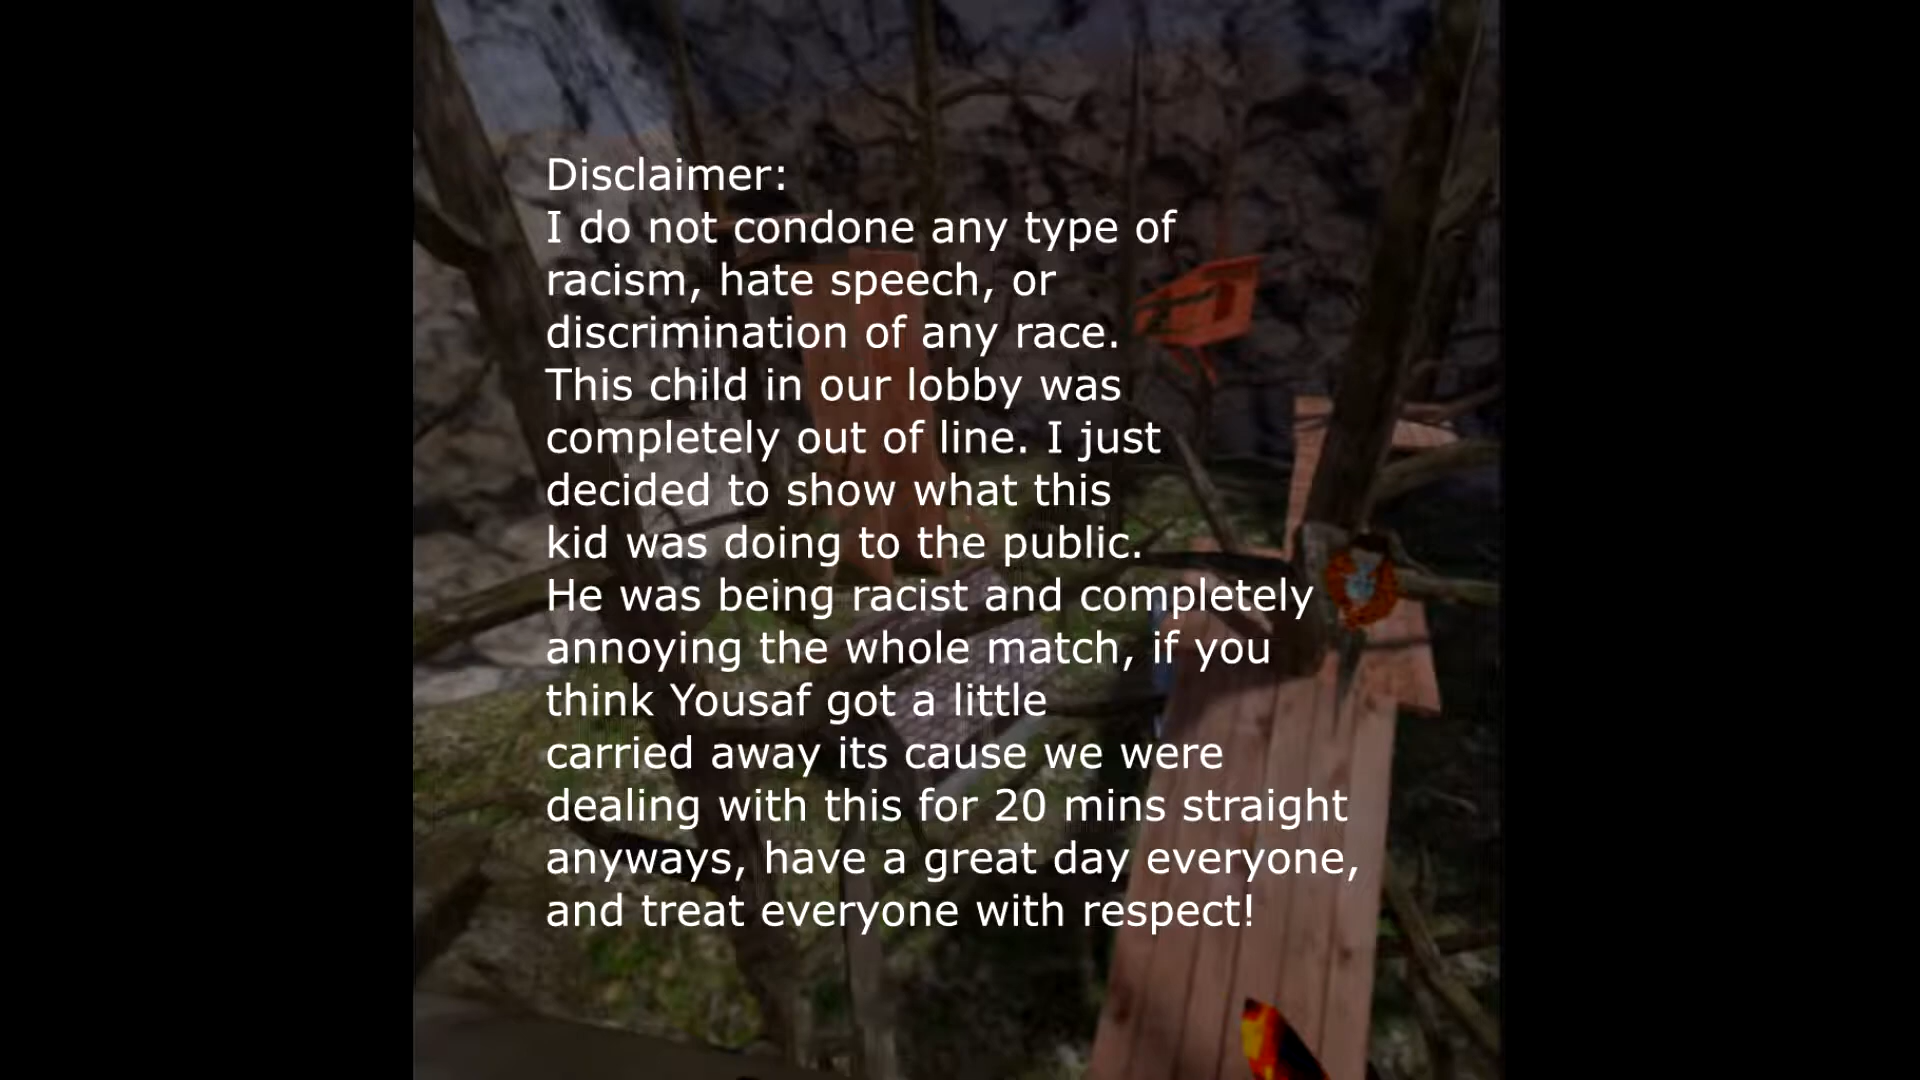 Disclaimer:
I do not condone any type of
racism, hate speech, or
discrimination of any race.
This child in our lobby was
completely out of line. I just
decided to show what this
kid was doing to the public.
He was being racist and completely
annoying the whole match, if you
think Yousaf got a little
carried away its cause we were
dealing with this for 20 mins straight
anyways, have a great day everyone,
and treat everyone with respect!